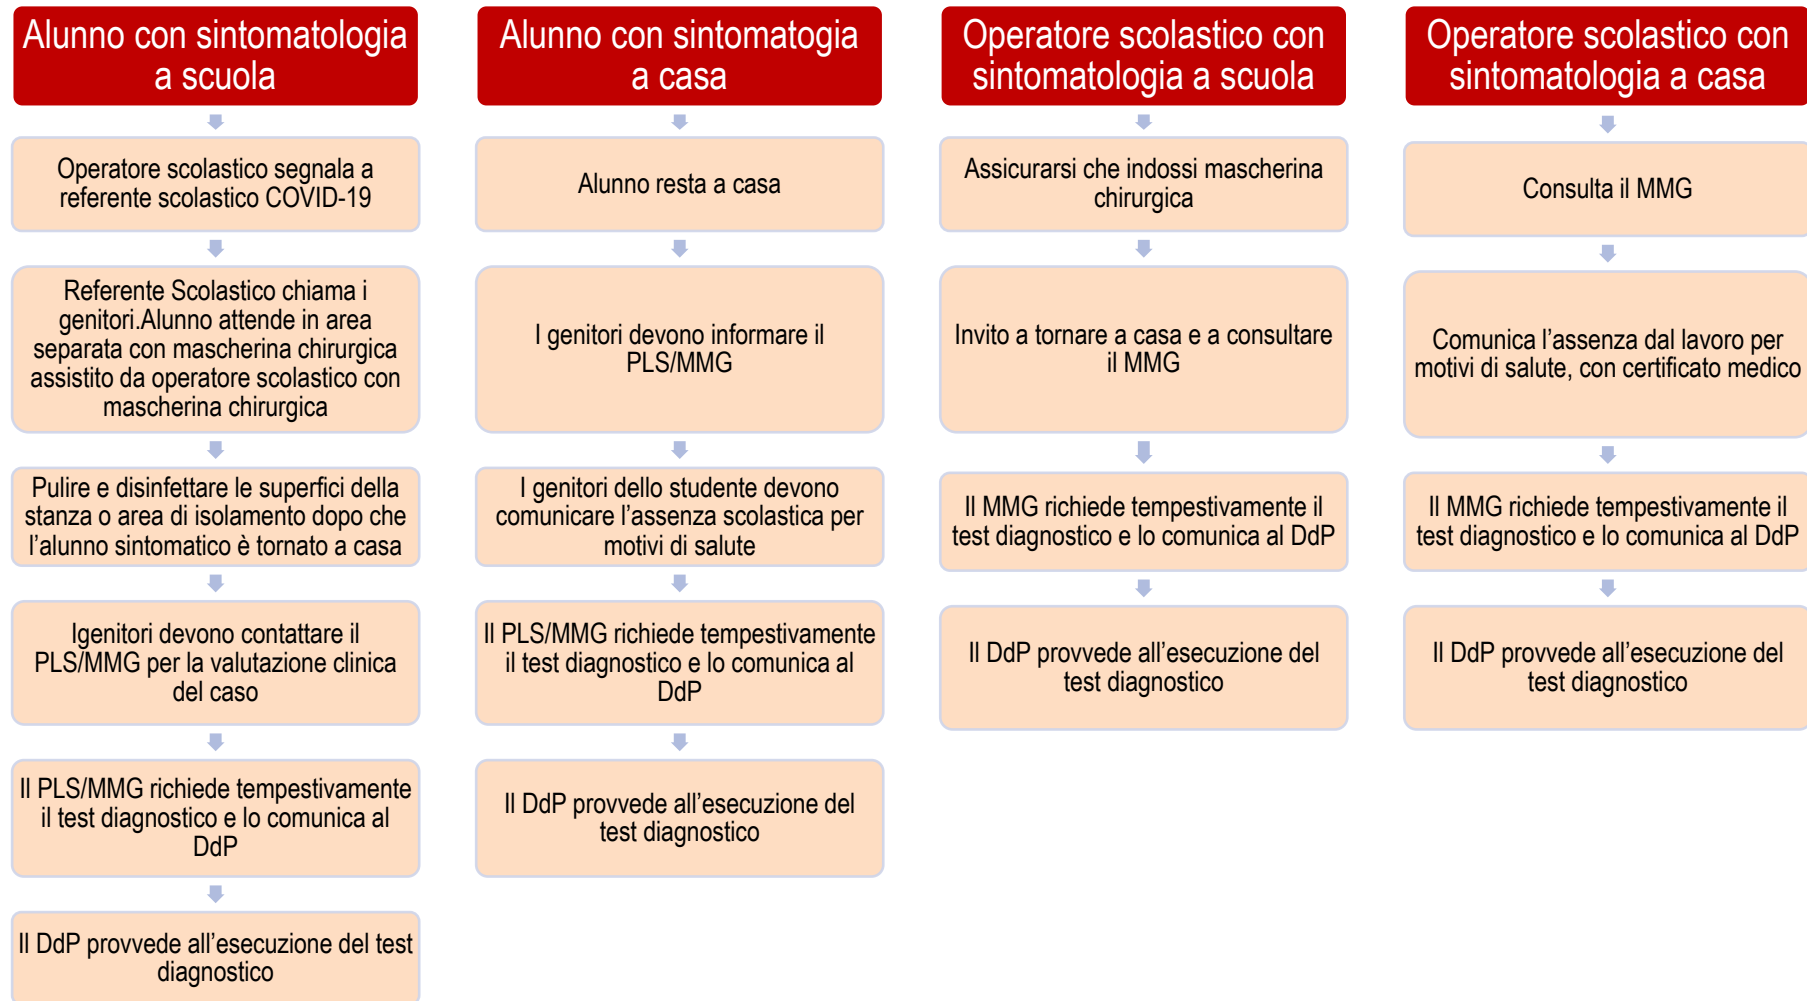 Alunno con sintomatologia
a scuola
Operatore scolastico segnala a
referente scolastico COVID-19
Referente Scolastico chiama i
genitori.Alunno attende in area
separata con mascherina chirurgica
assistito da operatore scolastico con
mascherina chirurgica
Pulire e disinfettare le superfici della
stanza o area di isolamento dopo che
l’alunno sintomatico è tornato a casa
Igenitori devono contattare il
PLS/MMG per la valutazione clinica
del caso
Il PLS/MMG richiede tempestivamente
il test diagnostico e lo comunica al
DdP
Il DdP provvede all’esecuzione del test
diagnostico
Alunno con sintomatogia
a casa
Alunno resta a casa
I genitori devono informare il
PLS/MMG
I genitori dello studente devono
comunicare l’assenza scolastica per
motivi di salute
Il PLS/MMG richiede tempestivamente
il test diagnostico e lo comunica al
DdP
Il DdP provvede all’esecuzione del
test diagnostico
Operatore scolastico con
sintomatologia a scuola
Assicurarsi che indossi mascherina
chirurgica
Invito a tornare a casa e a consultare
il MMG
Il MMG richiede tempestivamente il
test diagnostico e lo comunica al DdP
Il DdP provvede all’esecuzione del
test diagnostico
Operatore scolastico con
sintomatologia a casa
Consulta il MMG
Comunica l’assenza dal lavoro per
motivi di salute, con certificato medico
Il MMG richiede tempestivamente il
test diagnostico e lo comunica al DdP
Il DdP provvede all’esecuzione del
test diagnostico